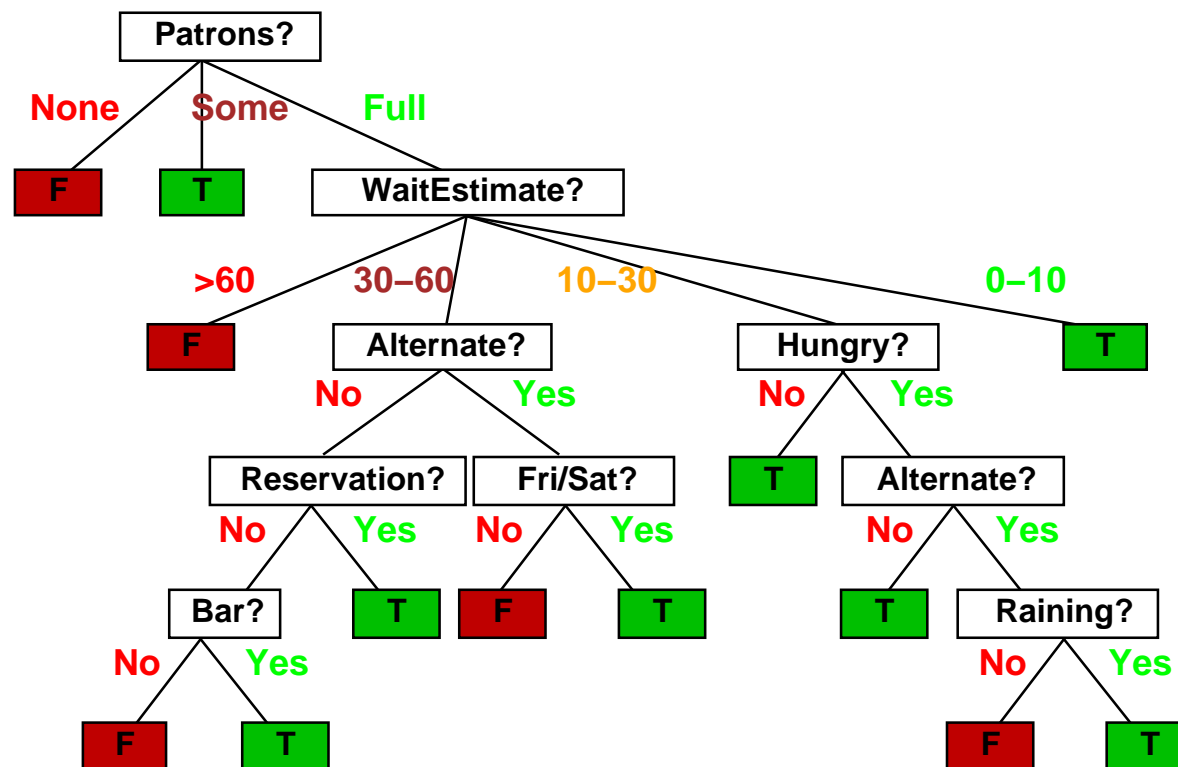 Patrons?
None Some Full
F T WaitEstimate?
>60 30–60 10–30 0–10
F Alternate? Hungry? T
No Yes No Yes
Reservation? Fri/Sat? T Alternate?
No Yes No Yes No Yes
Bar? T F T T Raining?
No Yes No Yes
F T F T